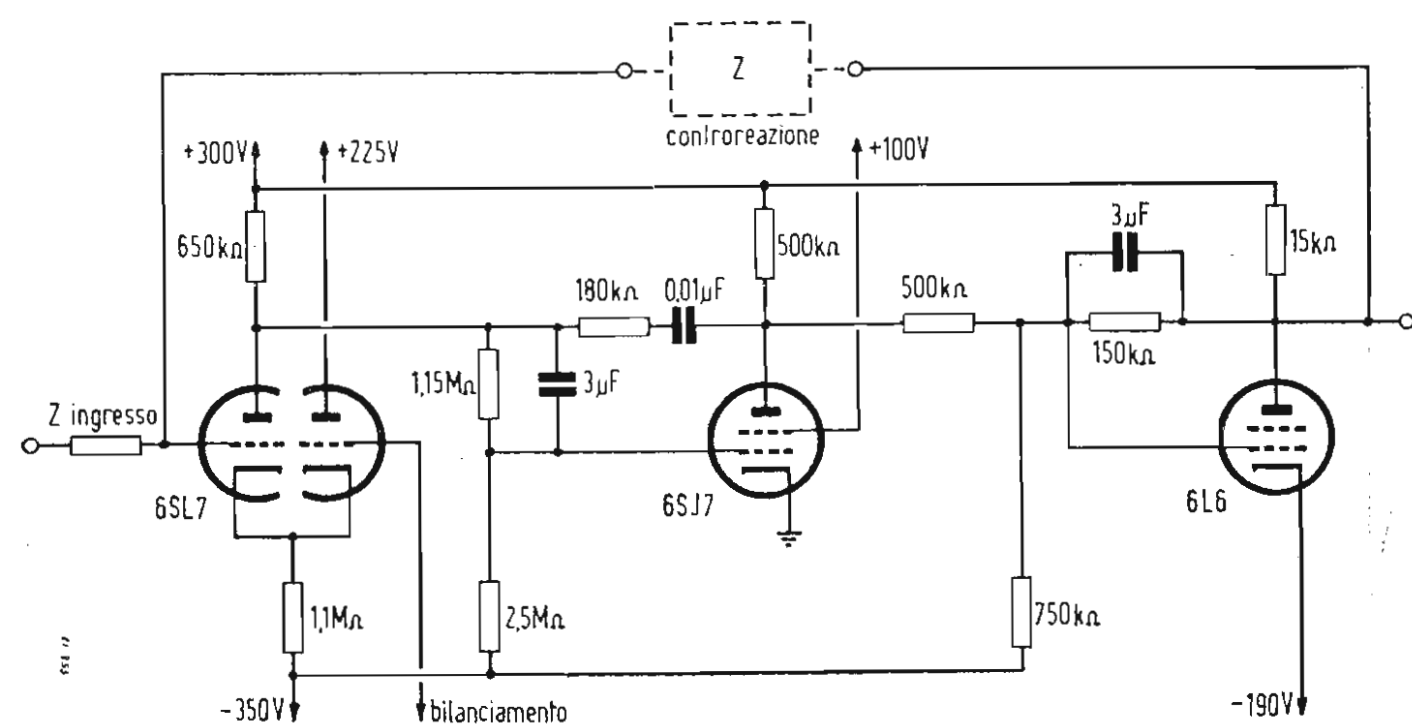 Z
controreazione
+300V
+225V
+100V
650kΩ
500kΩ
3µF
15kΩ
180kΩ
0,01µF
500kΩ
150kΩ
1,15MΩ
3µF
Z ingresso
6SL7
6SJ7
6L6
1,1MΩ
2,5MΩ
750kΩ
-350V
bilanciamento
-190V